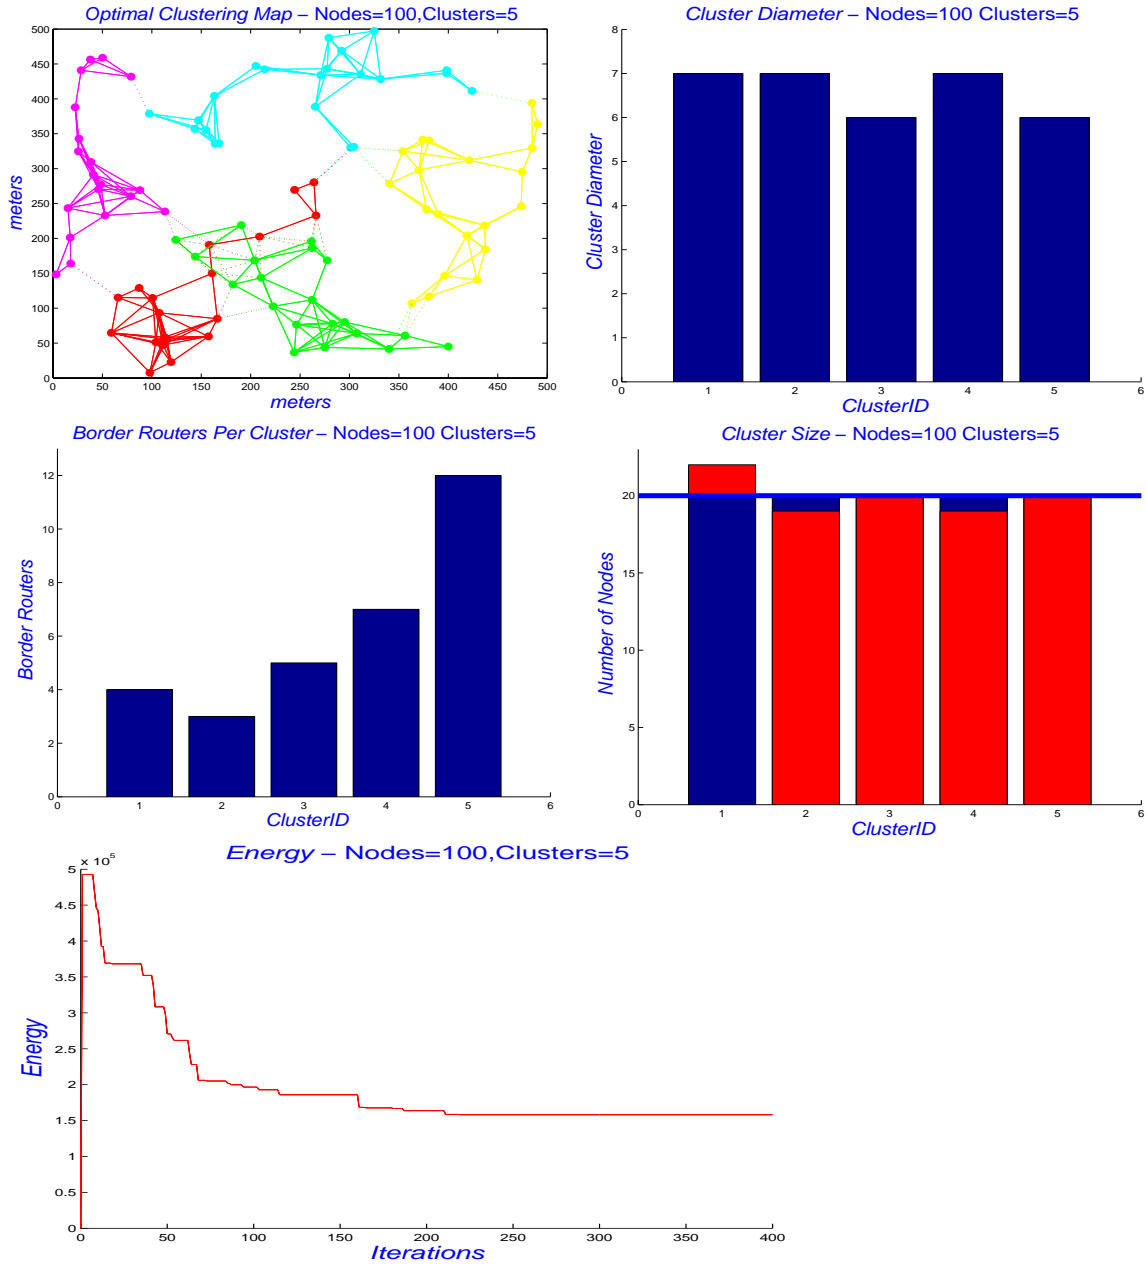 Optimal Clustering Map – Nodes=100,Clusters=5
500
450
400
350
300
250
200
150
100
50
0
meters
0 50 100 150 200 250 300 350 400 450 500
meters
Cluster Diameter – Nodes=100 Clusters=5
8
7
6
5
4
3
2
1
0
Cluster Diameter
0 1 2 3 4 5 6
ClusterID
Border Routers Per Cluster – Nodes=100 Clusters=5
12
10
8
6
4
2
0
Border Routers
0 1 2 3 4 5 6
ClusterID
Cluster Size – Nodes=100 Clusters=5
20
15
10
5
0
Number of Nodes
0 1 2 3 4 5 6
ClusterID
Energy – Nodes=100,Clusters=5
x 10^5
5
4.5
4
3.5
3
2.5
2
1.5
1
0.5
0
Energy
0 50 100 150 200 250 300 350 400
Iterations